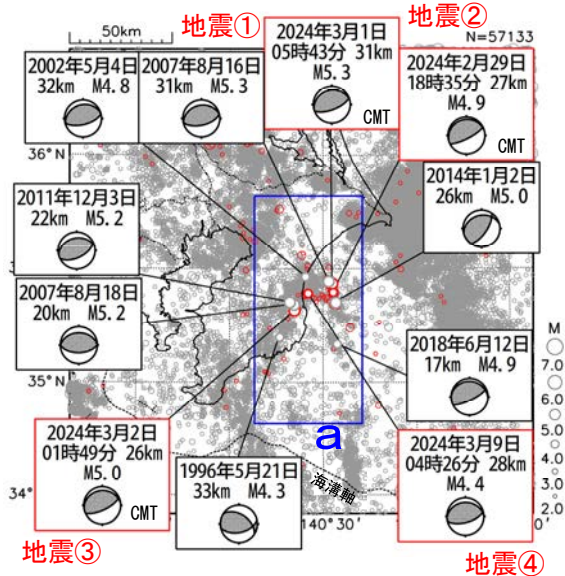 50km
N=57133
地震①
地震②
2002年5月4日
32km M4.8
2007年8月16日
31km M5.3
2024年3月1日
05時43分 31km
M5.3
CMT
2024年2月29日
18時35分 27km
M4.9
CMT
36°N
2011年12月3日
22km M5.2
2014年1月2日
26km M5.0
2007年8月18日
20km M5.2
2018年6月12日
17km M4.9
35°N
a
M
7.0
6.0
5.0
4.0
3.0
2.0
2024年3月2日
01時49分 26km
M5.0
CMT
1996年5月21日
33km M4.3
2024年3月9日
04時26分 28km
M4.4
34°
海溝軸
140°30'
地震③
地震④